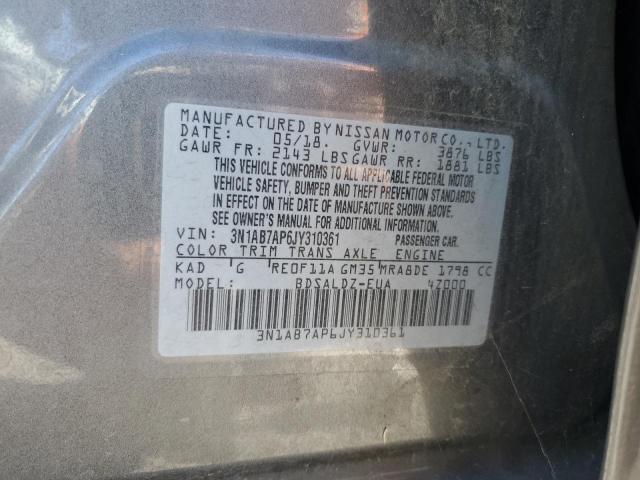 MANUFACTURED BY NISSAN MOTOR CO., LTD.
DATE: 05/18. GVWR: 3876 LBS
GAWR FR: 2143 LBS GAWR RR: 1881 LBS
THIS VEHICLE CONFORMS TO ALL APPLICABLE FEDERAL MOTOR
VEHICLE SAFETY, BUMPER AND THEFT PREVENTION STANDARDS
IN EFFECT ON THE DATE OF MANUFACTURE SHOWN ABOVE.
SEE OWNER'S MANUAL FOR ADDITIONAL INFORMATION.
VIN: 3N1AB7AP6JY310361 PASSENGER CAR.
COLOR TRIM TRANS AXLE ENGINE
KAD G RE0F11A GM35 MRA8DE 1798 CC
MODEL: BDSALDZ-EUA 4Z000
3N1AB7AP6JY310361